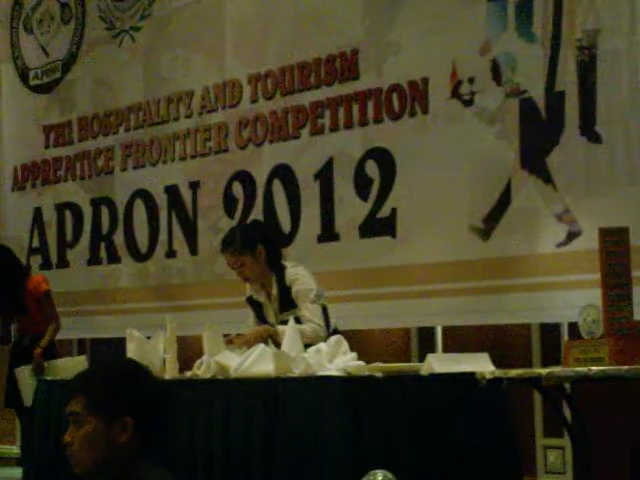 THE HOSPITALITY AND TOURISM
APPRENTICE FRONTIER COMPETITION
APRON 2012